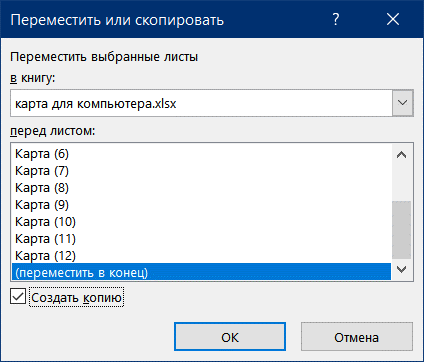 Переместить или скопировать ? ×
Переместить выбранные листы
в книгу:
карта для компьютера.xlsx
перед листом:
Карта (6)
Карта (7)
Карта (8)
Карта (9)
Карта (10)
Карта (11)
Карта (12)
(переместить в конец)
Создать копию
ОК Отмена